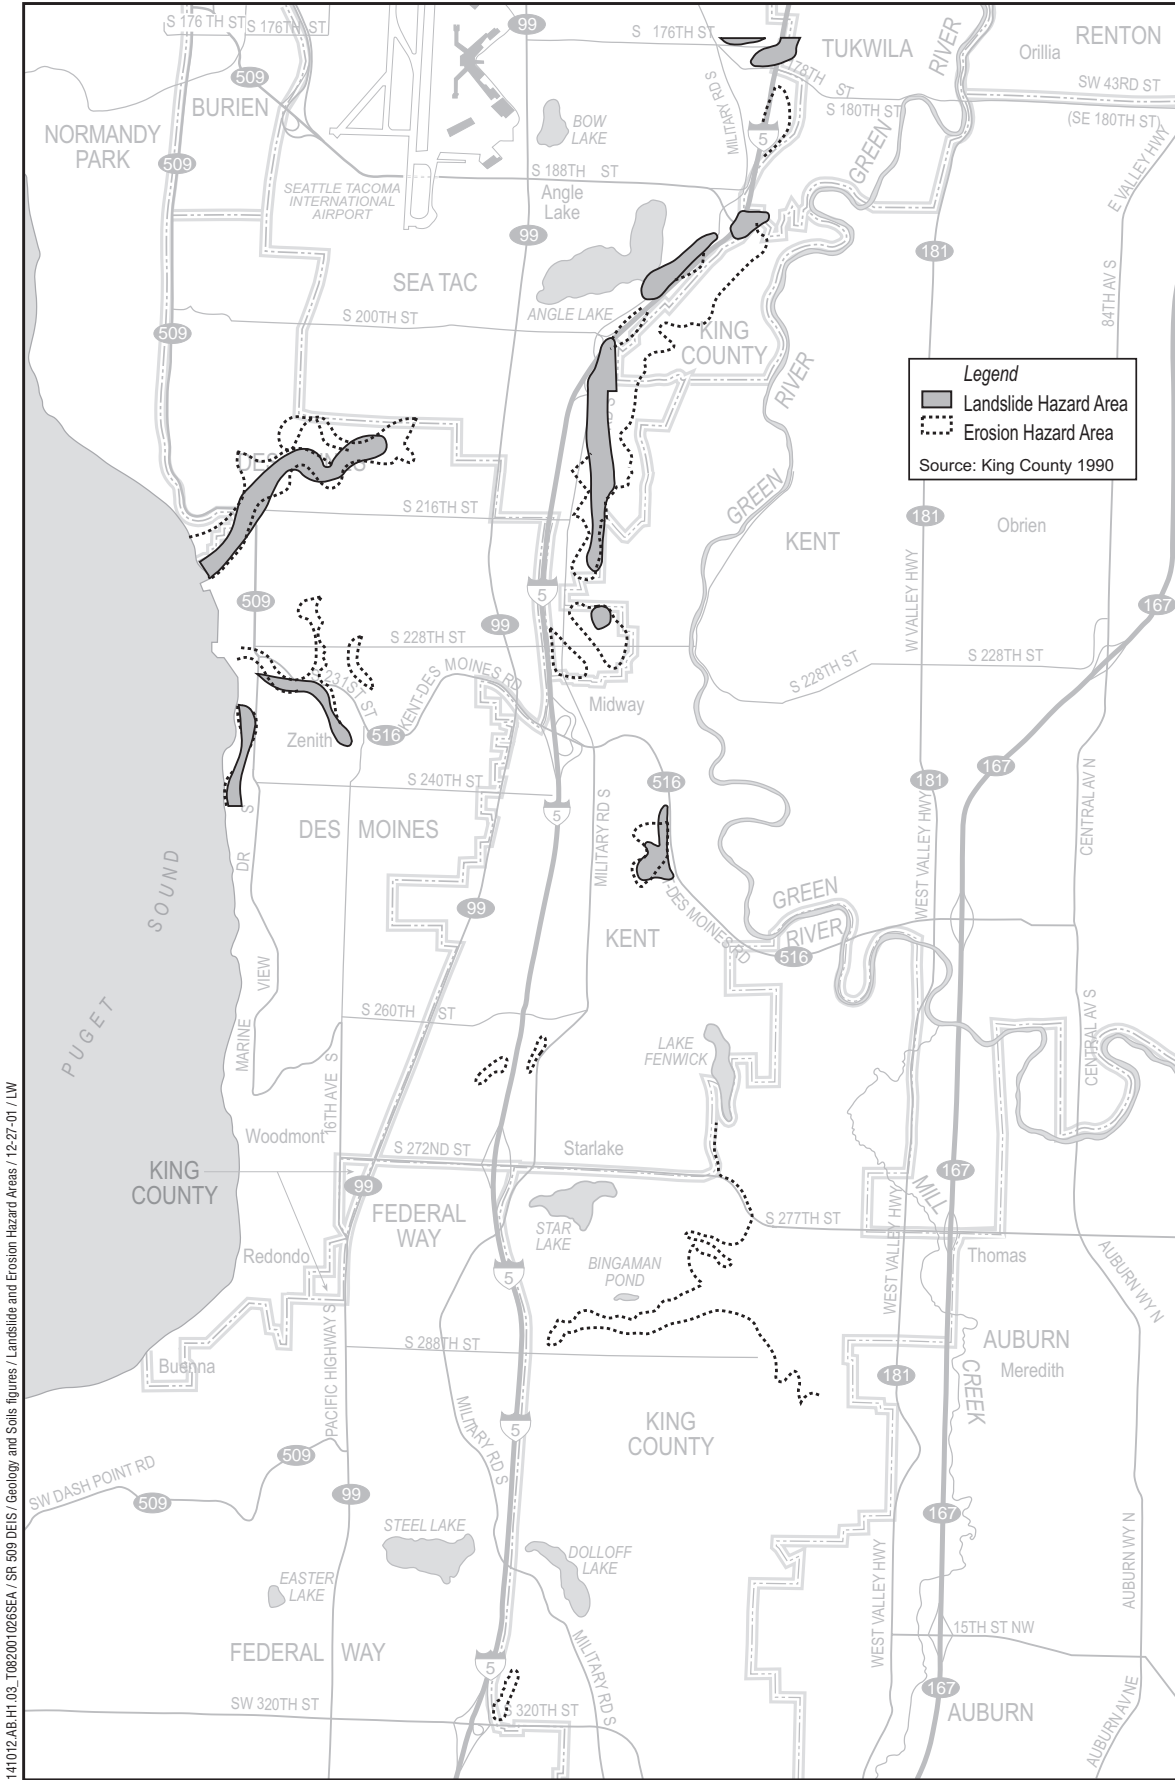 S 176 TH ST
S 176TH ST
99
S 176TH ST
TUKWILA
RIVER
Orillia
RENTON
509
BURIEN
MILITARY RD S
178TH ST
S 180TH ST
SW 43RD ST
(SE 180TH ST)
NORMANDY
PARK
509
BOW
LAKE
5
GREEN
E VALLEY HWY
SEATTLE TACOMA
INTERNATIONAL
AIRPORT
S 188TH ST
Angle
Lake
99
181
SEA TAC
84TH AV S
S 200TH ST
ANGLE LAKE
509
KING
COUNTY
RIVER
Legend
Landslide Hazard Area
Erosion Hazard Area
Source: King County 1990
DES MOINES
RD S
GREEN
S 216TH ST
181
Obrien
KENT
W VALLEY HWY
5
509
167
99
S 228TH ST
S 228TH ST
S 228TH ST
S 231ST ST
KENT-DES MOINES RD
Midway
Zenith
516
S 240TH ST
516
181
167
CENTRAL AV N
S
5
MILITARY RD S
WEST VALLEY HWY
DES MOINES
DR
PUGET SOUND
99
-DES MOINES RD
GREEN
RIVER
KENT
516
VIEW
S 260TH ST
MARINE
LAKE
FENWICK
CENTRAL AV S
16TH AVE S
Woodmont
S 272ND ST
Starlake
KING
COUNTY
99
167
MILL
FEDERAL
WAY
STAR
LAKE
S 277TH ST
WEST VALLEY HWY
Thomas
Redondo
BINGAMAN
POND
5
AUBURN WY N
PACIFIC HIGHWAY S
S 288TH ST
AUBURN
Meredith
Buenna
181
CREEK
MILITARY RD S
5
KING
COUNTY
509
SW DASH POINT RD
509
99
167
STEEL LAKE
DOLLOFF
LAKE
EASTER
LAKE
WEST VALLEY HWY
AUBURN WY N
15TH ST NW
FEDERAL WAY
5
MILITARY RD S
SW 320TH ST
S 320TH ST
167
AUBURN
AUBURN AV NE
141012.AB.H1.03_T082001026SEA / SR 509 DEIS / Geology and Soils figures / Landslide and Erosion Hazard Areas / 12-27-01 / LW